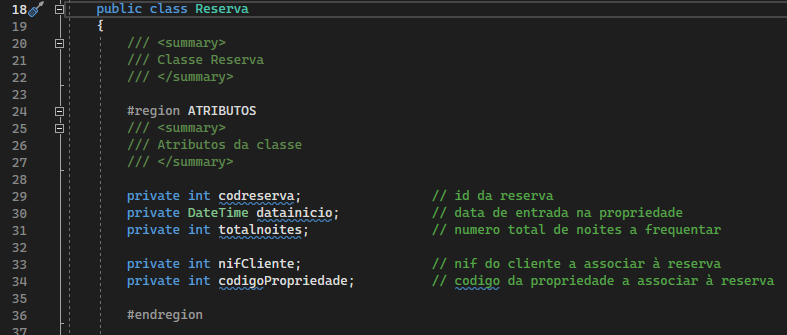 18 public class Reserva
19 {
20 /// <summary>
21 /// Classe Reserva
22 /// </summary>
23
24 #region ATRIBUTOS
25 /// <summary>
26 /// Atributos da classe
27 /// </summary>
28
29 private int codreserva; // id da reserva
30 private DateTime datainicio; // data de entrada na propriedade
31 private int totalnoites; // numero total de noites a frequentar
32
33 private int nifCliente; // nif do cliente a associar à reserva
34 private int codigoPropriedade; // codigo da propriedade a associar à reserva
35
36 #endregion
37